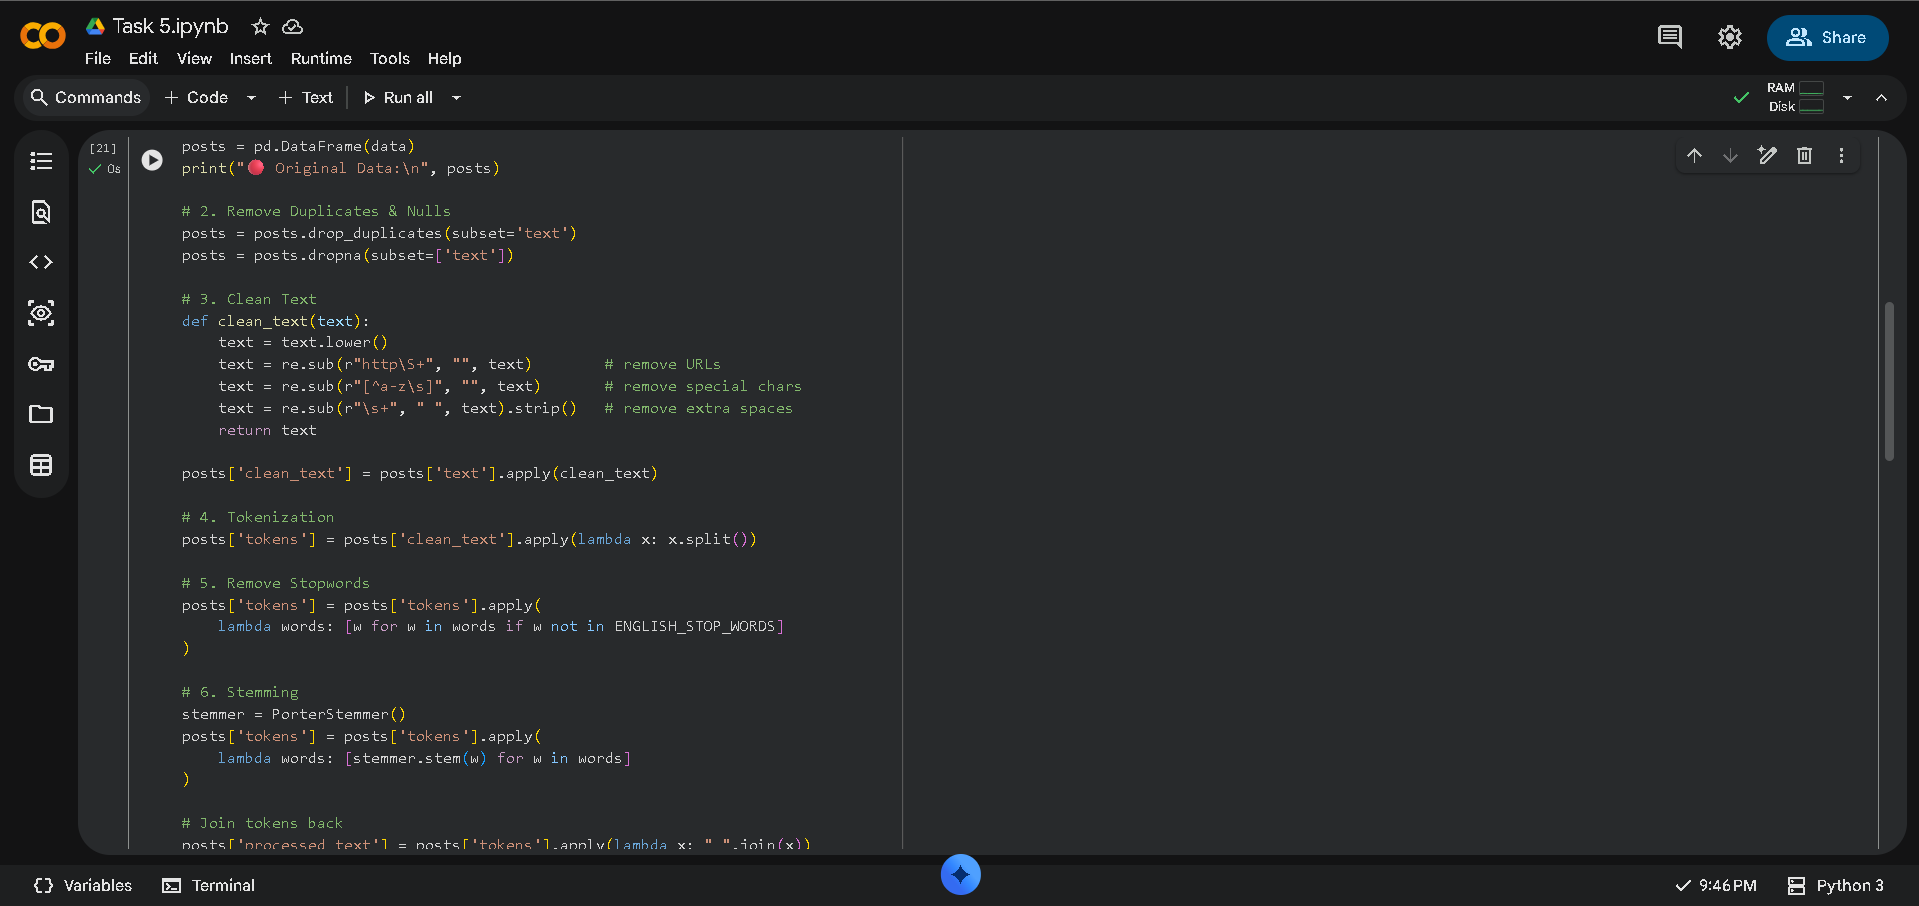 Task 5.ipynb
File Edit View Insert Runtime Tools Help
Share
Commands + Code + Text Run all
RAM
Disk
[21]
0s
posts = pd.DataFrame(data)
print("🔴 Original Data:\n", posts)
# 2. Remove Duplicates & Nulls
posts = posts.drop_duplicates(subset='text')
posts = posts.dropna(subset=['text'])
# 3. Clean Text
def clean_text(text):
    text = text.lower()
    text = re.sub(r"http\S+", "", text)        # remove URLs
    text = re.sub(r"[^a-z\s]", "", text)       # remove special chars
    text = re.sub(r"\s+", " ", text).strip()   # remove extra spaces
    return text
posts['clean_text'] = posts['text'].apply(clean_text)
# 4. Tokenization
posts['tokens'] = posts['clean_text'].apply(lambda x: x.split())
# 5. Remove Stopwords
posts['tokens'] = posts['tokens'].apply(
    lambda words: [w for w in words if w not in ENGLISH_STOP_WORDS]
)
# 6. Stemming
stemmer = PorterStemmer()
posts['tokens'] = posts['tokens'].apply(
    lambda words: [stemmer.stem(w) for w in words]
)
# Join tokens back
posts['processed_text'] = posts['tokens'].apply(lambda x: " ".join(x))
Variables Terminal
9:46 PM Python 3